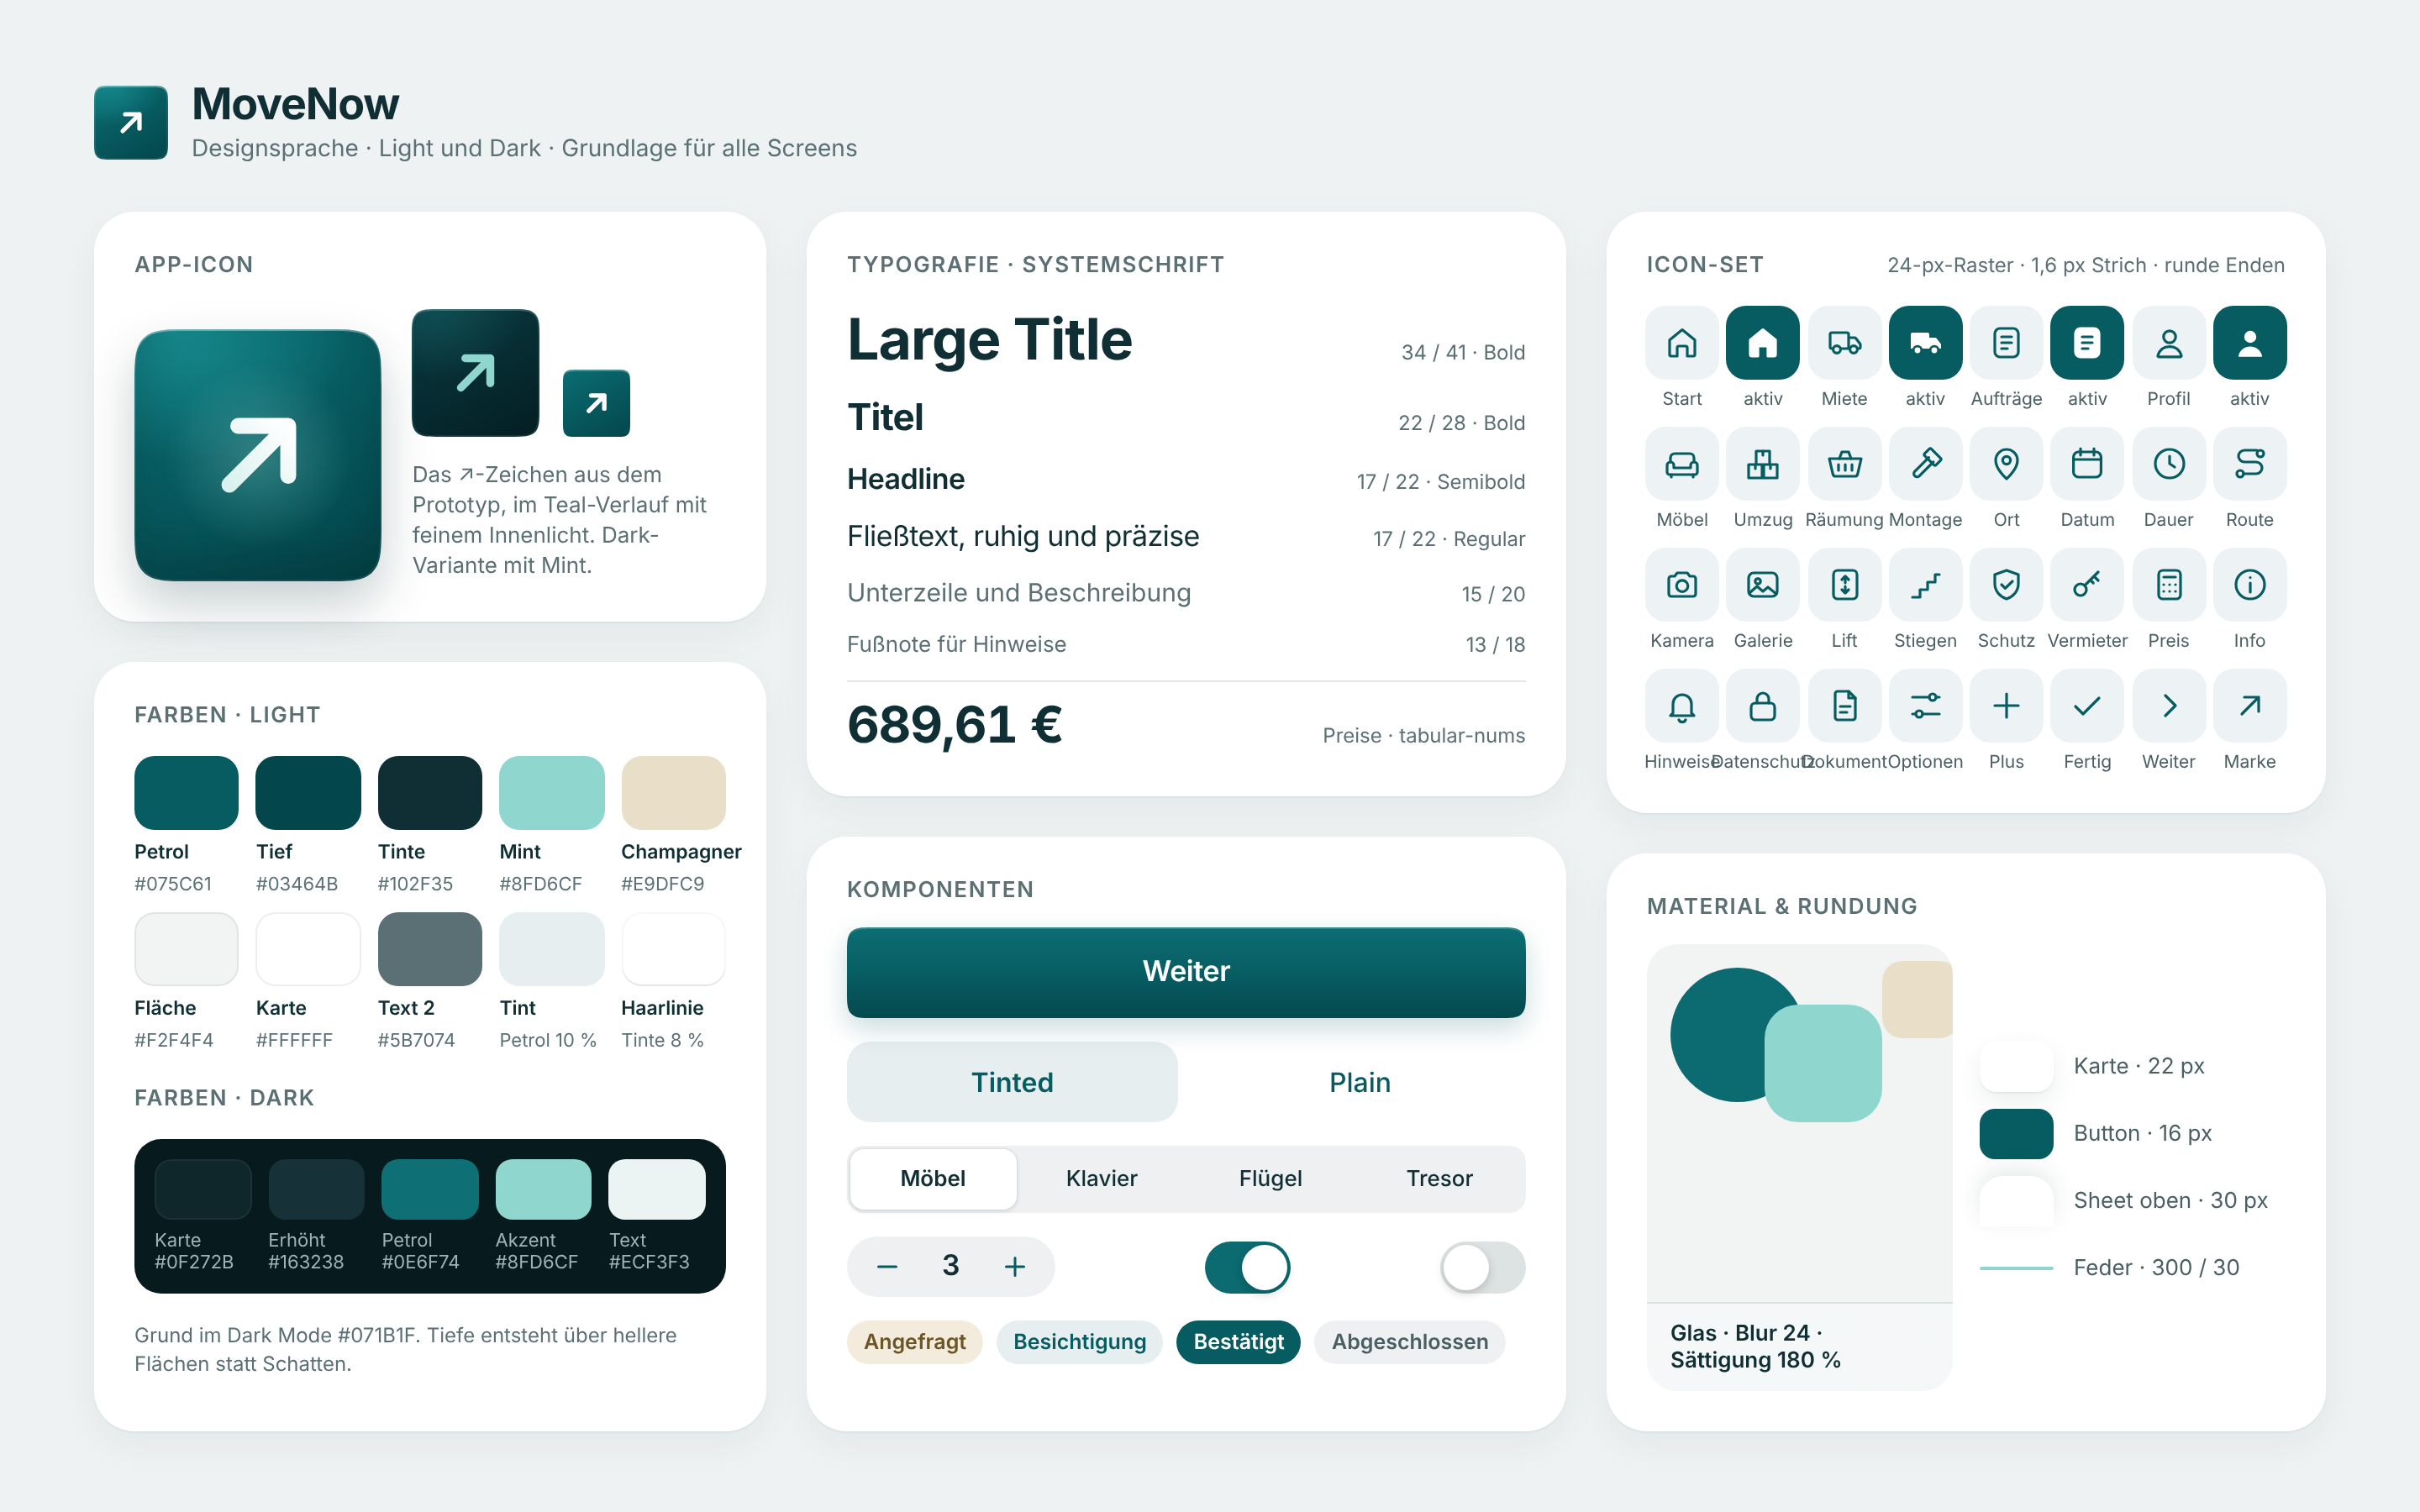 MoveNow
Designsprache · Light und Dark · Grundlage für alle Screens
APP-ICON
Das ↗-Zeichen aus dem
Prototyp, im Teal-Verlauf mit
feinem Innenlicht. Dark-
Variante mit Mint.
FARBEN · LIGHT
Petrol Tief Tinte Mint Champagner
#075C61 #03464B #102F35 #8FD6CF #E9DFC9
Fläche Karte Text 2 Tint Haarlinie
#F2F4F4 #FFFFFF #5B7074 Petrol 10 % Tinte 8 %
FARBEN · DARK
Karte Erhöht Petrol Akzent Text
#0F272B #163238 #0E6F74 #8FD6CF #ECF3F3
Grund im Dark Mode #071B1F. Tiefe entsteht über hellere
Flächen statt Schatten.
TYPOGRAFIE · SYSTEMSCHRIFT
Large Title 34 / 41 · Bold
Titel 22 / 28 · Bold
Headline 17 / 22 · Semibold
Fließtext, ruhig und präzise 17 / 22 · Regular
Unterzeile und Beschreibung 15 / 20
Fußnote für Hinweise 13 / 18
689,61 € Preise · tabular-nums
KOMPONENTEN
Weiter
Tinted Plain
Möbel Klavier Flügel Tresor
− 3 +
Angefragt Besichtigung Bestätigt Abgeschlossen
ICON-SET 24-px-Raster · 1,6 px Strich · runde Enden
Start aktiv Miete aktiv Aufträge aktiv Profil aktiv
Möbel Umzug Räumung Montage Ort Datum Dauer Route
Kamera Galerie Lift Stiegen Schutz Vermieter Preis Info
Hinweise Datenschutz Dokument Optionen Plus Fertig Weiter Marke
MATERIAL & RUNDUNG
Glas · Blur 24 ·
Sättigung 180 %
Karte · 22 px
Button · 16 px
Sheet oben · 30 px
Feder · 300 / 30